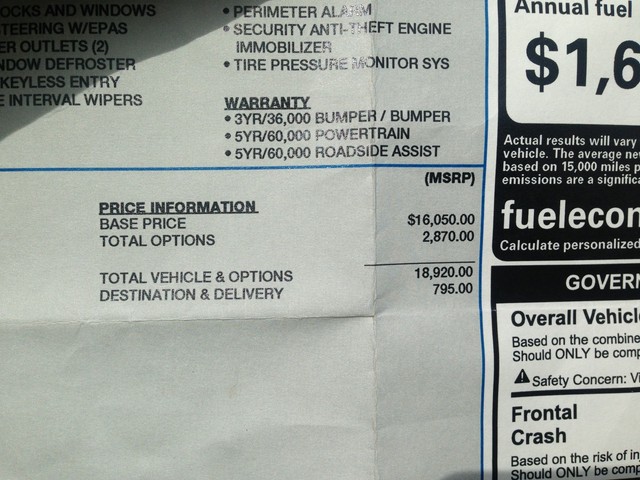 OCKS AND WINDOWS
TEERING W/EPAS
ER OUTLETS (2)
NDOW DEFROSTER
KEYLESS ENTRY
E INTERVAL WIPERS
• PERIMETER ALARM
• SECURITY ANTI-THEFT ENGINE
IMMOBILIZER
• TIRE PRESSURE MONITOR SYS
WARRANTY
• 3YR/36,000 BUMPER / BUMPER
• 5YR/60,000 POWERTRAIN
• 5YR/60,000 ROADSIDE ASSIST
(MSRP)
PRICE INFORMATION
BASE PRICE $16,050.00
TOTAL OPTIONS 2,870.00
TOTAL VEHICLE & OPTIONS 18,920.00
DESTINATION & DELIVERY 795.00
Annual fuel
$1,6
Actual results will vary
vehicle. The average ne
based on 15,000 miles p
emissions are a significa
fuelecon
Calculate personalized
GOVERN
Overall Vehicl
Based on the combine
Should ONLY be comp
Safety Concern: Vi
Frontal
Crash
Based on the risk of inj
Should ONLY be comp